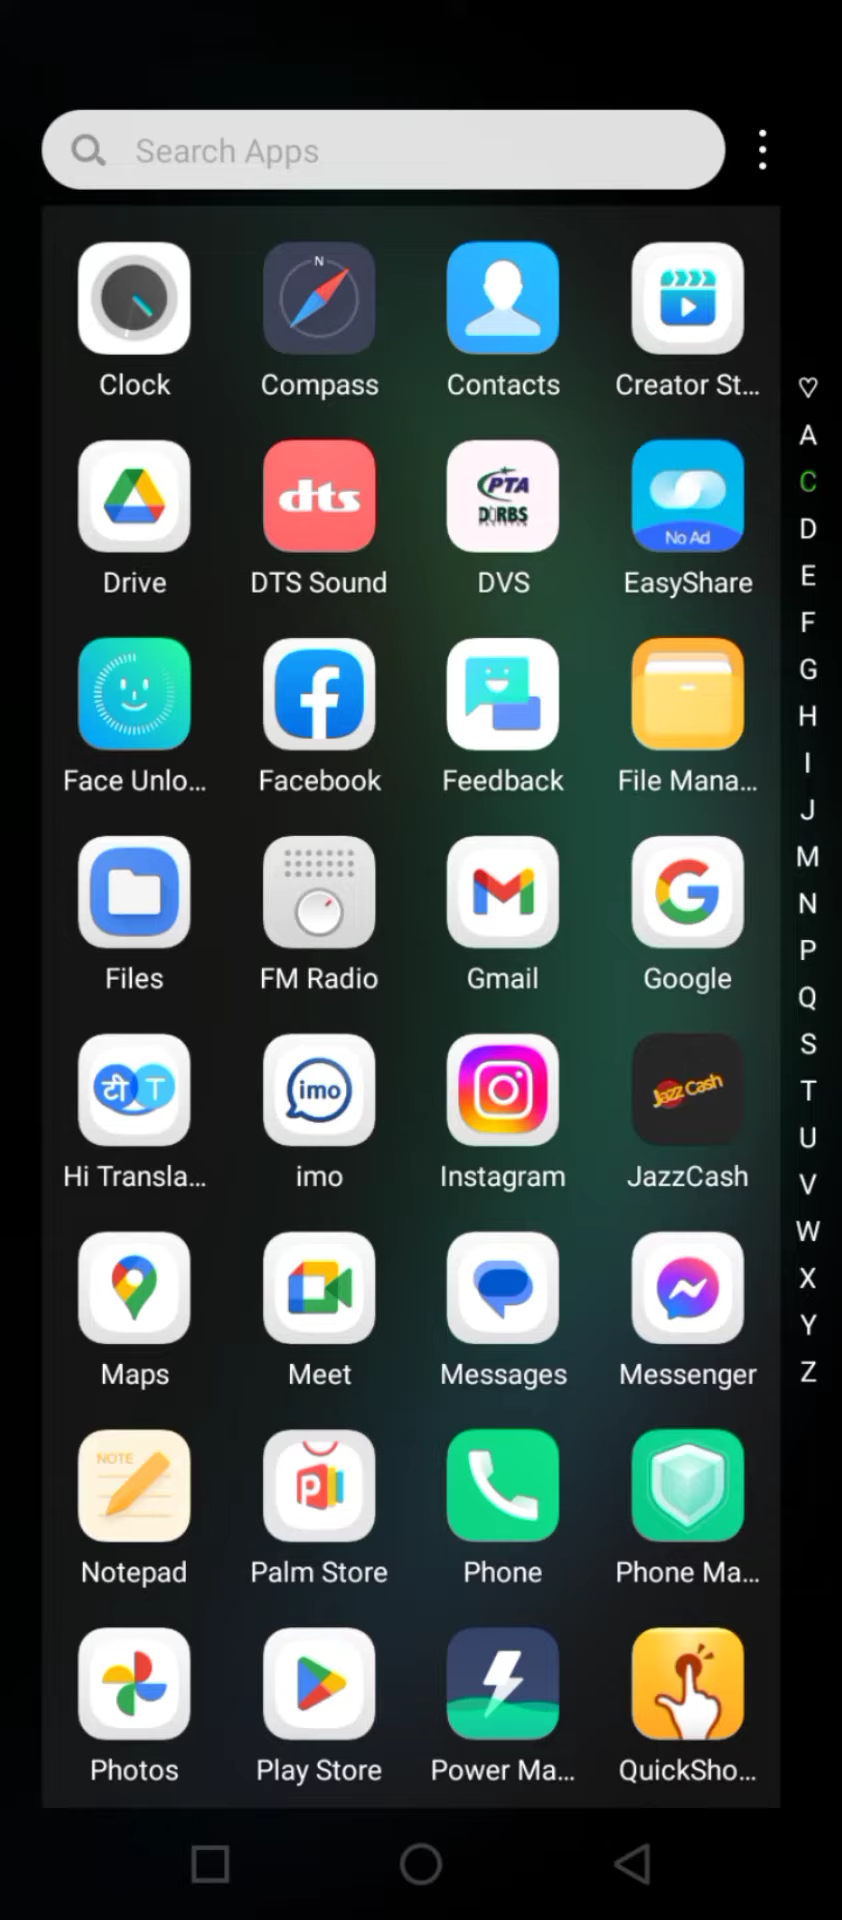 Search Apps
N
Clock Compass Contacts Creator St...
♡
A
C
PTA
dts
DIRBS
No Ad
D
Drive DTS Sound DVS EasyShare
E
F
G
H
I
Face Unlo... Facebook Feedback File Mana...
J
M
N
P
Files FM Radio Gmail Google
Q
S
टी T
imo
Jazz Cash
T
U
Hi Transla... imo Instagram JazzCash
V
W
X
Y
Maps Meet Messages Messenger
Z
NOTE
P
Notepad Palm Store Phone Phone Ma...
Photos Play Store Power Ma... QuickSho...